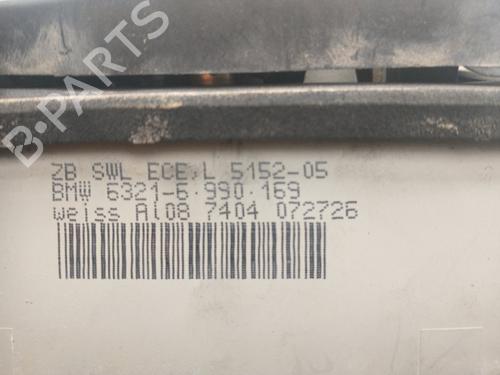 B-PARTS
ZB SWL ECE L 5152-05
BMW 6321-6 990 169
weiss Al08 7404 072726